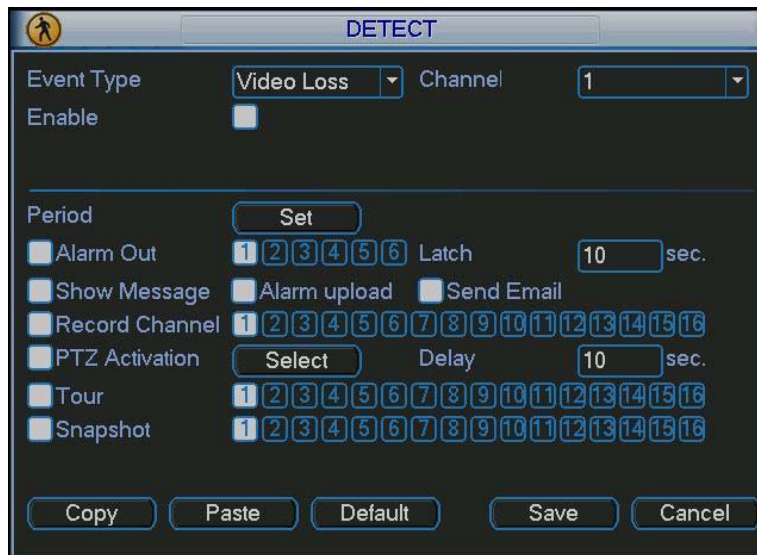 DETECT
Event Type Video Loss Channel 1
Enable
Period Set
Alarm Out 1 2 3 4 5 6 Latch 10 sec.
Show Message Alarm upload Send Email
Record Channel 1 2 3 4 5 6 7 8 9 10 11 12 13 14 15 16
PTZ Activation Select Delay 10 sec.
Tour 1 2 3 4 5 6 7 8 9 10 11 12 13 14 15 16
Snapshot 1 2 3 4 5 6 7 8 9 10 11 12 13 14 15 16
Copy Paste Default Save Cancel